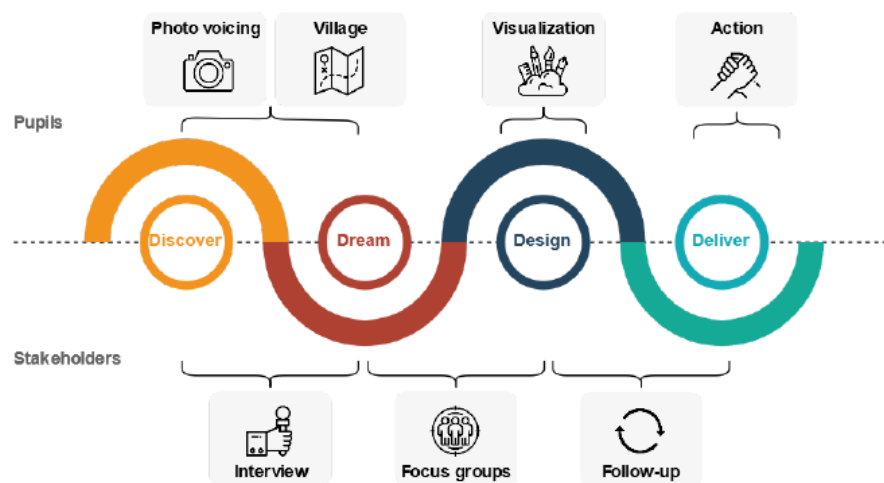 Photo voicing
Village
Visualization
Action
Pupils
Discover
Dream
Design
Deliver
Stakeholders
Interview
Focus groups
Follow-up